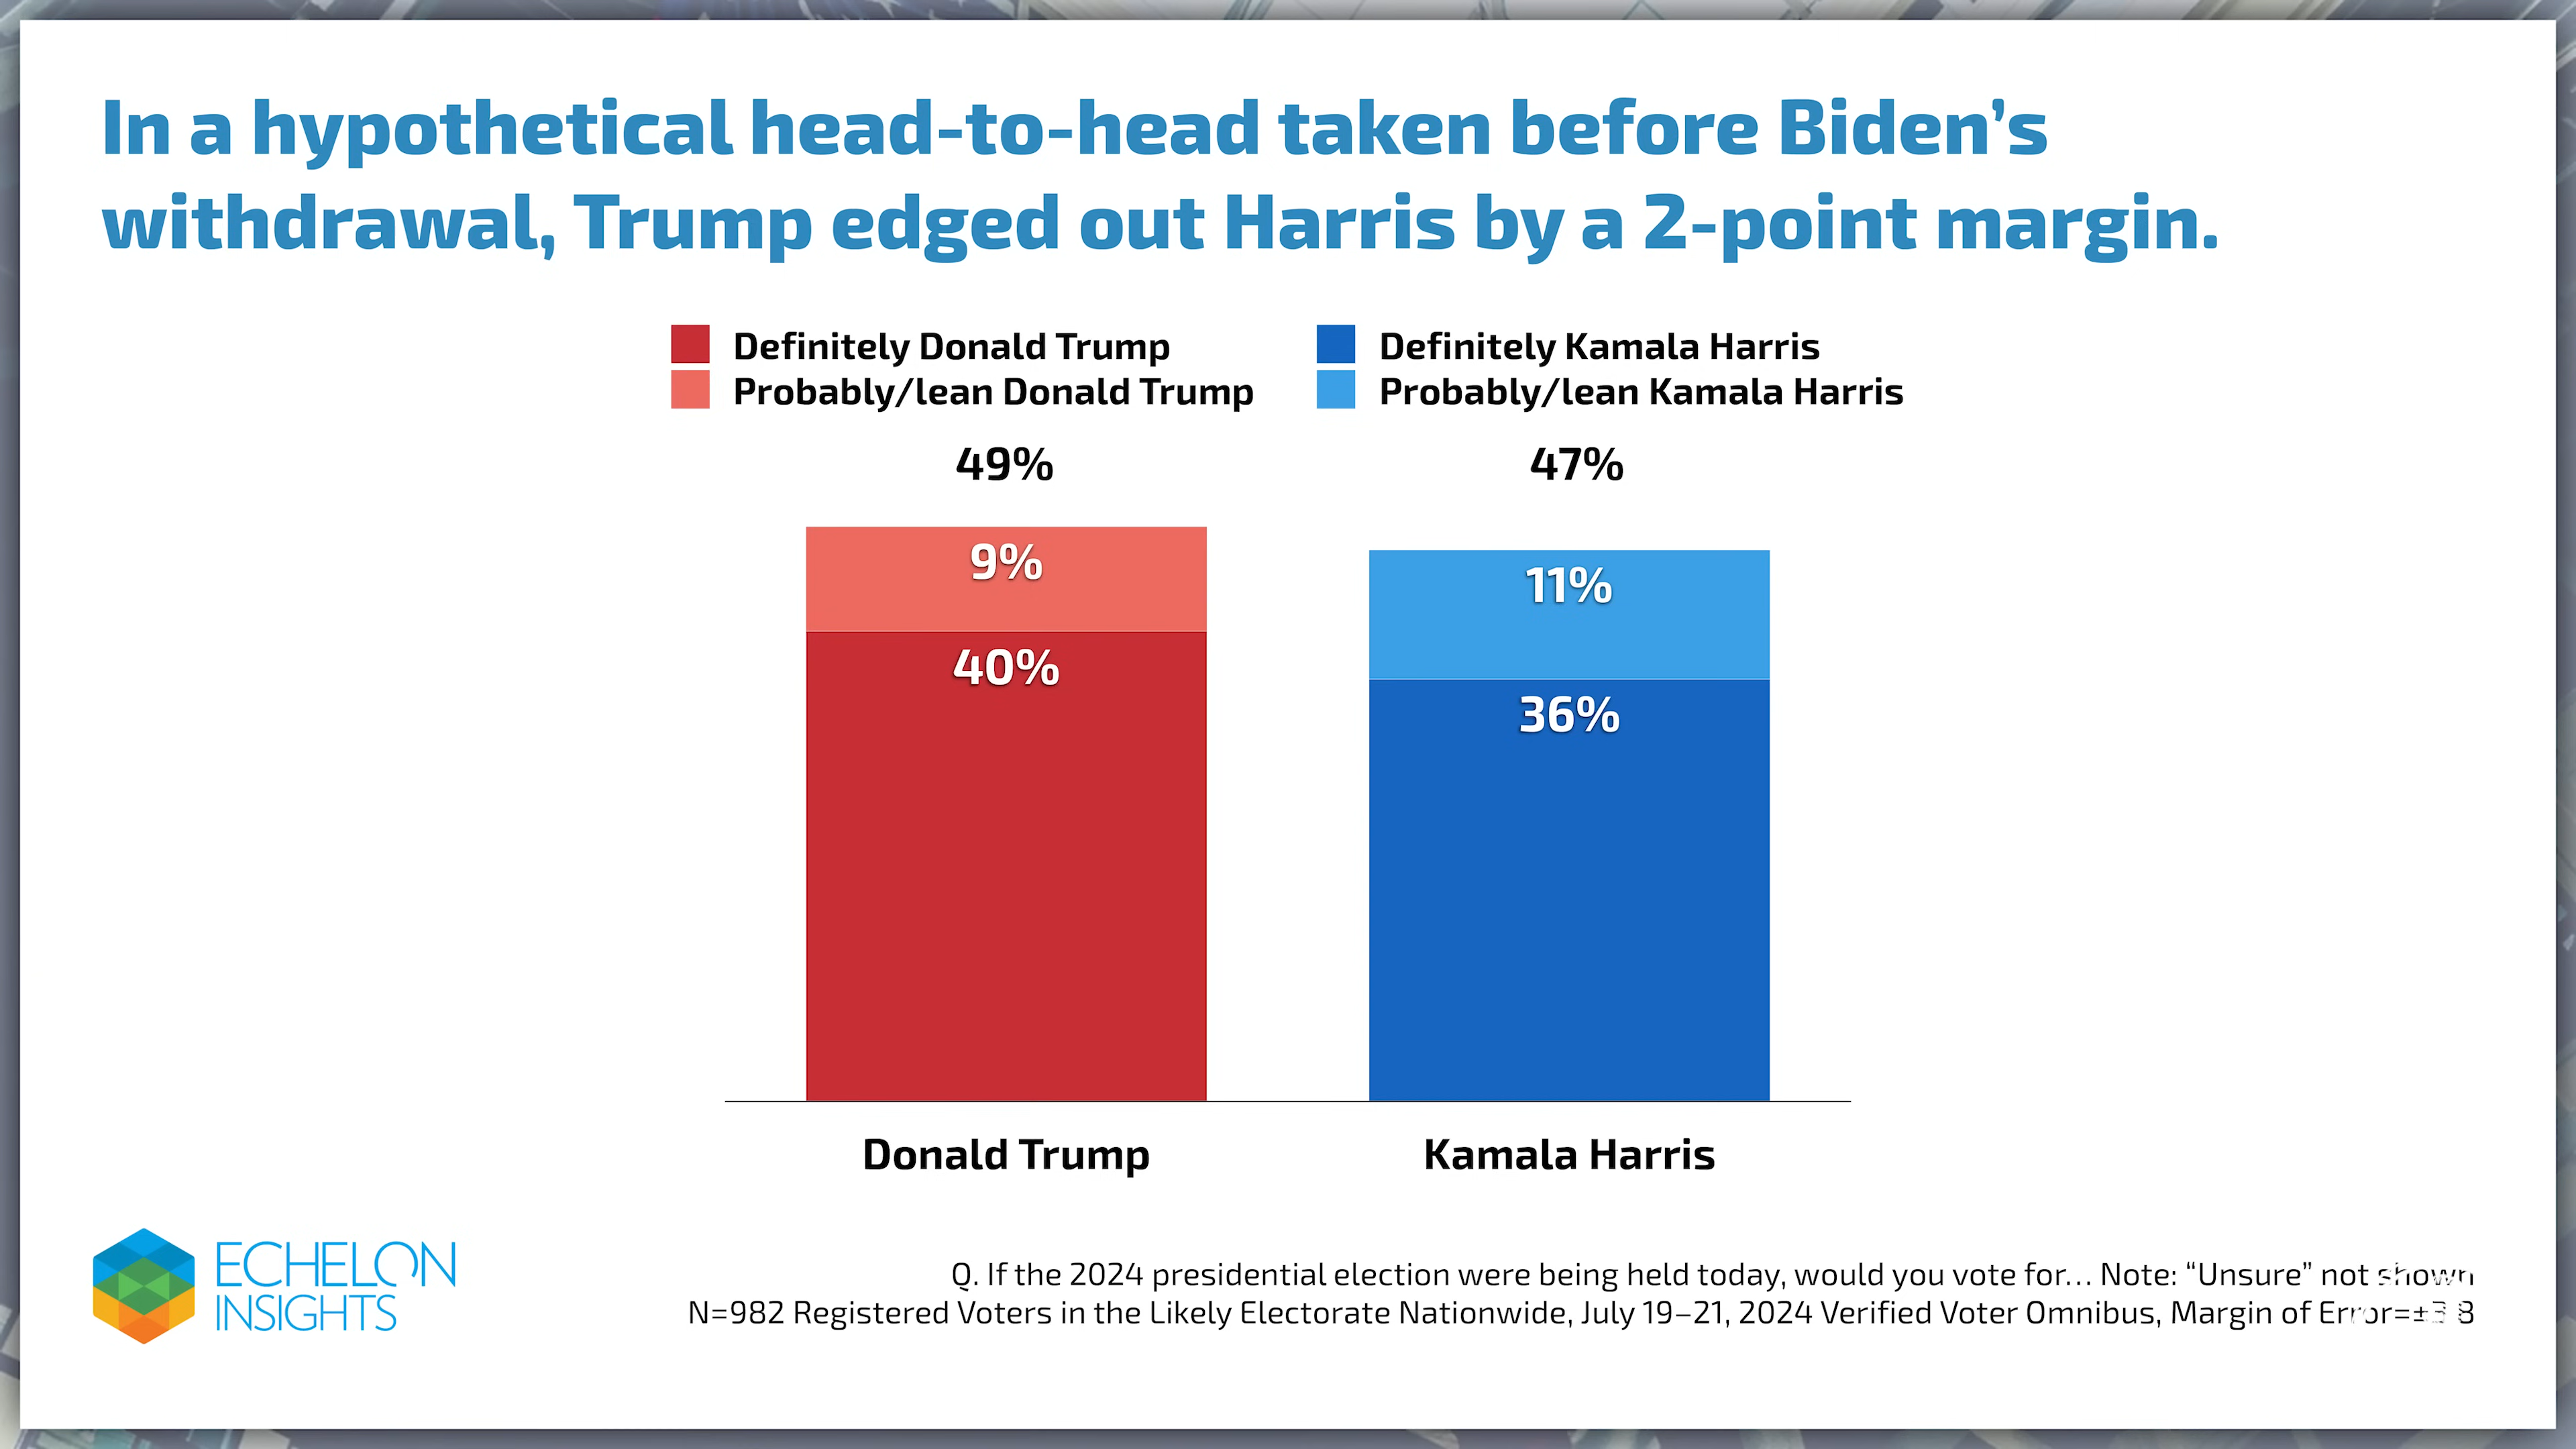 In a hypothetical head-to-head taken before Biden’s
withdrawal, Trump edged out Harris by a 2-point margin.
Definitely Donald Trump
Probably/lean Donald Trump
Definitely Kamala Harris
Probably/lean Kamala Harris
49%
47%
9%
40%
11%
36%
Donald Trump
Kamala Harris
ECHELON
INSIGHTS
Q. If the 2024 presidential election were being held today, would you vote for... Note: “Unsure” not shown
N=982 Registered Voters in the Likely Electorate Nationwide, July 19–21, 2024 Verified Voter Omnibus, Margin of